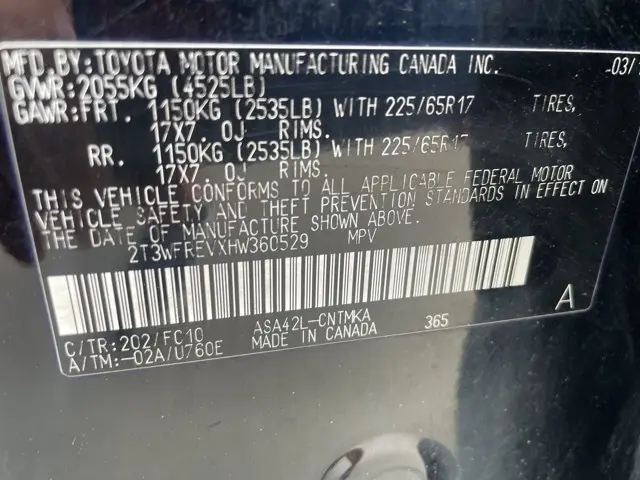 MFD.BY:TOYOTA MOTOR MANUFACTURING CANADA INC. 03/
GVWR:2055KG (4525LB)
GAWR:FRT. 1150KG (2535LB) WITH 225/65R17 TIRES,
17X7.0J RIMS.
RR. 1150KG (2535LB) WITH 225/65R17 TIRES,
17X7.0J RIMS.
THIS VEHICLE CONFORMS TO ALL APPLICABLE FEDERAL MOTOR
VEHICLE SAFETY AND THEFT PREVENTION STANDARDS IN EFFECT ON
THE DATE OF MANUFACTURE SHOWN ABOVE.
2T3WFREVXHW360529 MPV
A
C/TR:202/FC10 ASA42L-CNTMKA 365
A/TM:-02A/U760E MADE IN CANADA